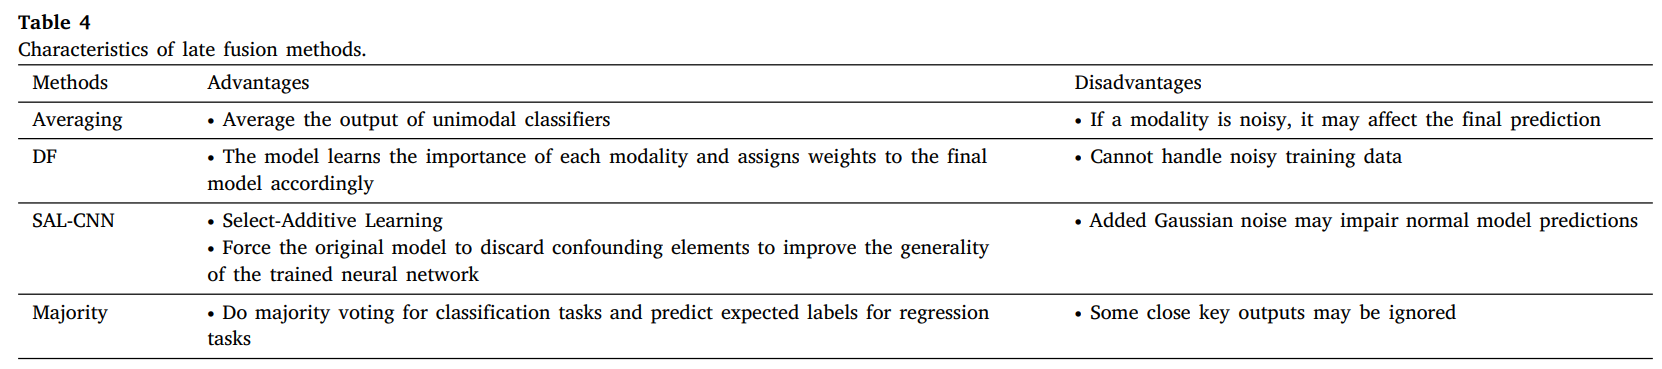 Table 4
Characteristics of late fusion methods.
Methods Advantages Disadvantages
Averaging • Average the output of unimodal classifiers • If a modality is noisy, it may affect the final prediction
DF • The model learns the importance of each modality and assigns weights to the final • Cannot handle noisy training data
model accordingly
SAL-CNN • Select-Additive Learning • Added Gaussian noise may impair normal model predictions
• Force the original model to discard confounding elements to improve the generality
of the trained neural network
Majority • Do majority voting for classification tasks and predict expected labels for regression • Some close key outputs may be ignored
tasks